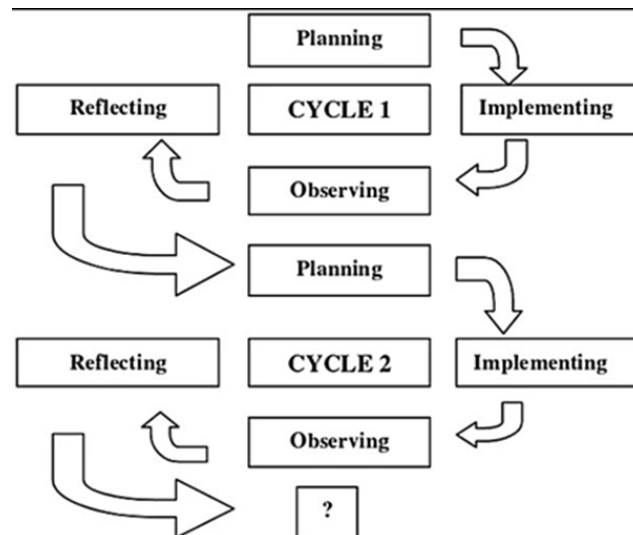 Planning
Reflecting
CYCLE 1
Implementing
Observing
Planning
Reflecting
CYCLE 2
Implementing
Observing
?